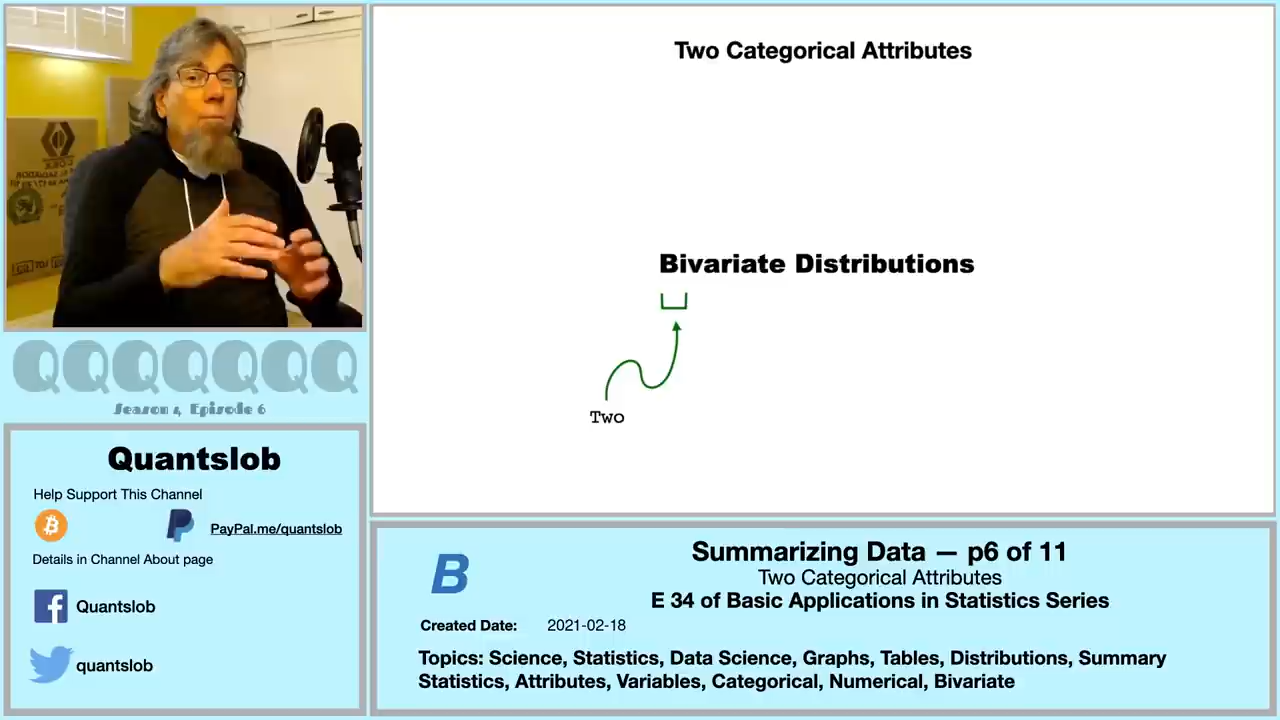 Two Categorical Attributes
Bivariate Distributions
Two
QQQQQQQ
Season 4, Episode 6
Quantslob
Help Support This Channel
PayPal.me/quantslob
Details in Channel About page
Quantslob
quantslob
B
Summarizing Data — p6 of 11
Two Categorical Attributes
E 34 of Basic Applications in Statistics Series
Created Date: 2021-02-18
Topics: Science, Statistics, Data Science, Graphs, Tables, Distributions, Summary
Statistics, Attributes, Variables, Categorical, Numerical, Bivariate